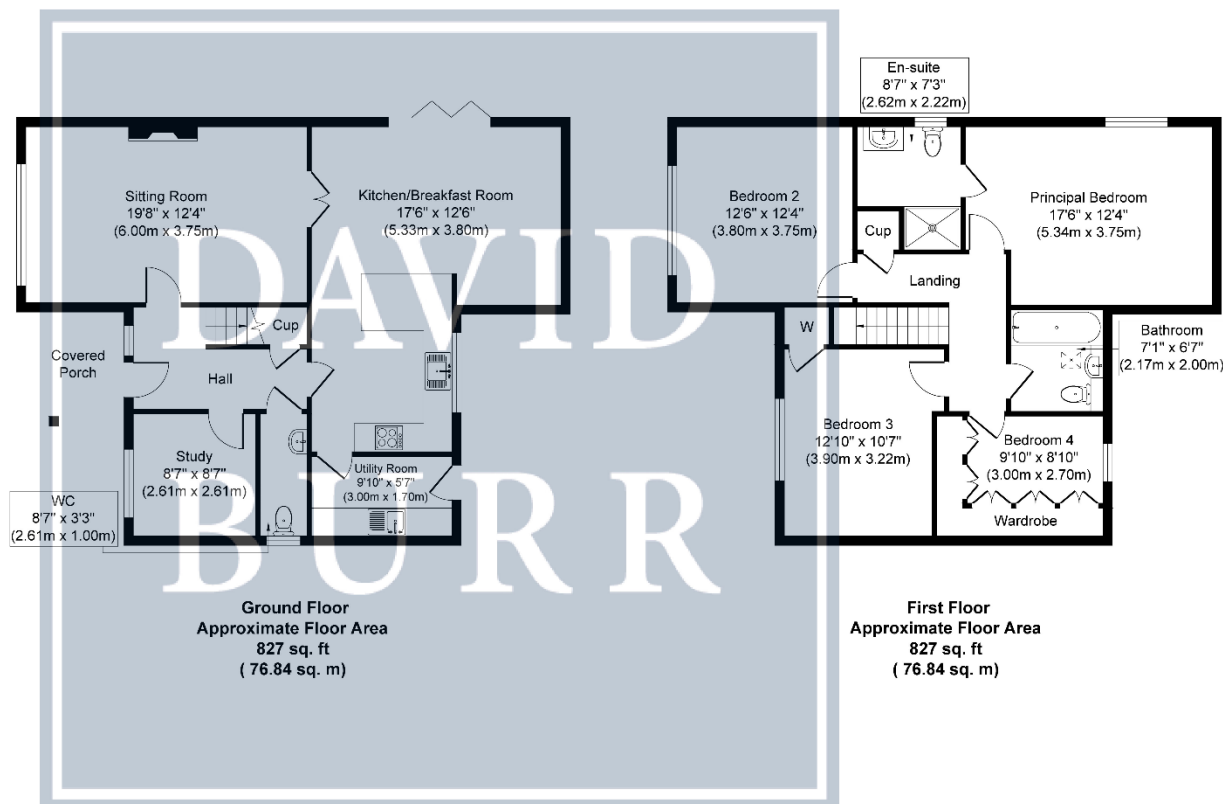 Sitting Room
19'8" x 12'4"
(6.00m x 3.75m)
Kitchen/Breakfast Room
17'6" x 12'6"
(5.33m x 3.80m)
Covered
Porch
Hall
Cup
Study
8'7" x 8'7"
(2.61m x 2.61m)
WC
8'7" x 3'3"
(2.61m x 1.00m)
Utility Room
9'10" x 5'7"
(3.00m x 1.70m)
Ground Floor
Approximate Floor Area
827 sq. ft
( 76.84 sq. m)
En-suite
8'7" x 7'3"
(2.62m x 2.22m)
Bedroom 2
12'6" x 12'4"
(3.80m x 3.75m)
Principal Bedroom
17'6" x 12'4"
(5.34m x 3.75m)
Cup
Landing
W
Bathroom
7'1" x 6'7"
(2.17m x 2.00m)
Bedroom 3
12'10" x 10'7"
(3.90m x 3.22m)
Bedroom 4
9'10" x 8'10"
(3.00m x 2.70m)
Wardrobe
First Floor
Approximate Floor Area
827 sq. ft
( 76.84 sq. m)
DAVID
BURR